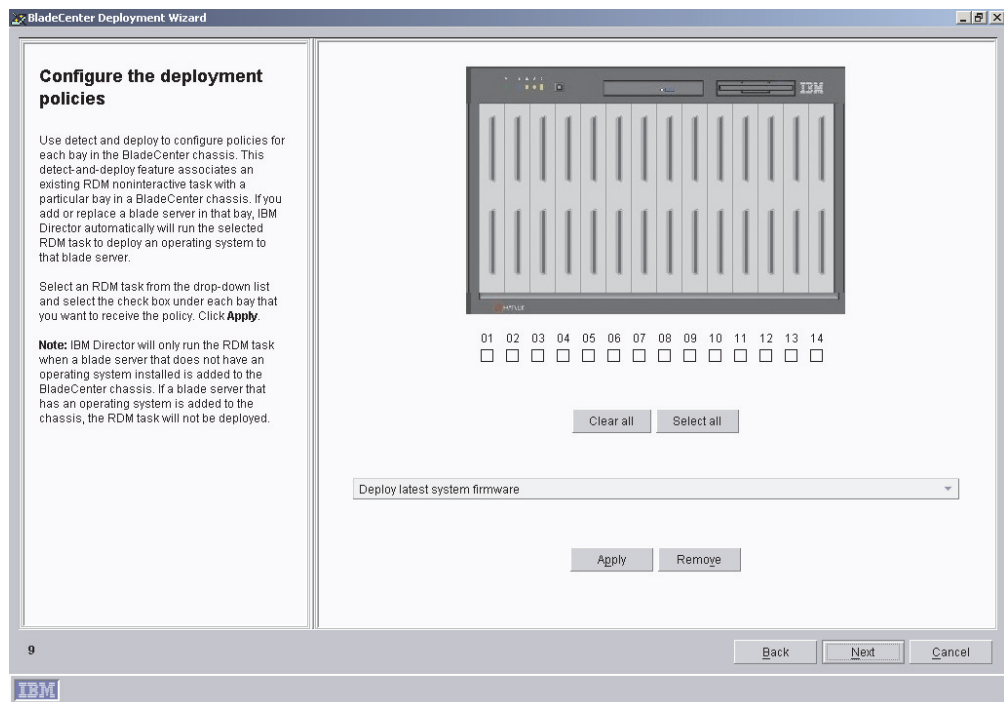 BladeCenter Deployment Wizard
Configure the deployment
policies
Use detect and deploy to configure policies for
each bay in the BladeCenter chassis. This
detect-and-deploy feature associates an
existing RDM noninteractive task with a
particular bay in a BladeCenter chassis. If you
add or replace a blade server in that bay, IBM
Director automatically will run the selected
RDM task to deploy an operating system to
that blade server.
Select an RDM task from the drop-down list
and select the check box under each bay that
you want to receive the policy. Click Apply.
Note: IBM Director will only run the RDM task
when a blade server that does not have an
operating system installed is added to the
BladeCenter chassis. If a blade server that
has an operating system is added to the
chassis, the RDM task will not be deployed.
IBM
01 02 03 04 05 06 07 08 09 10 11 12 13 14
Clear all Select all
Deploy latest system firmware
Apply Remove
9
Back Next Cancel
IBM